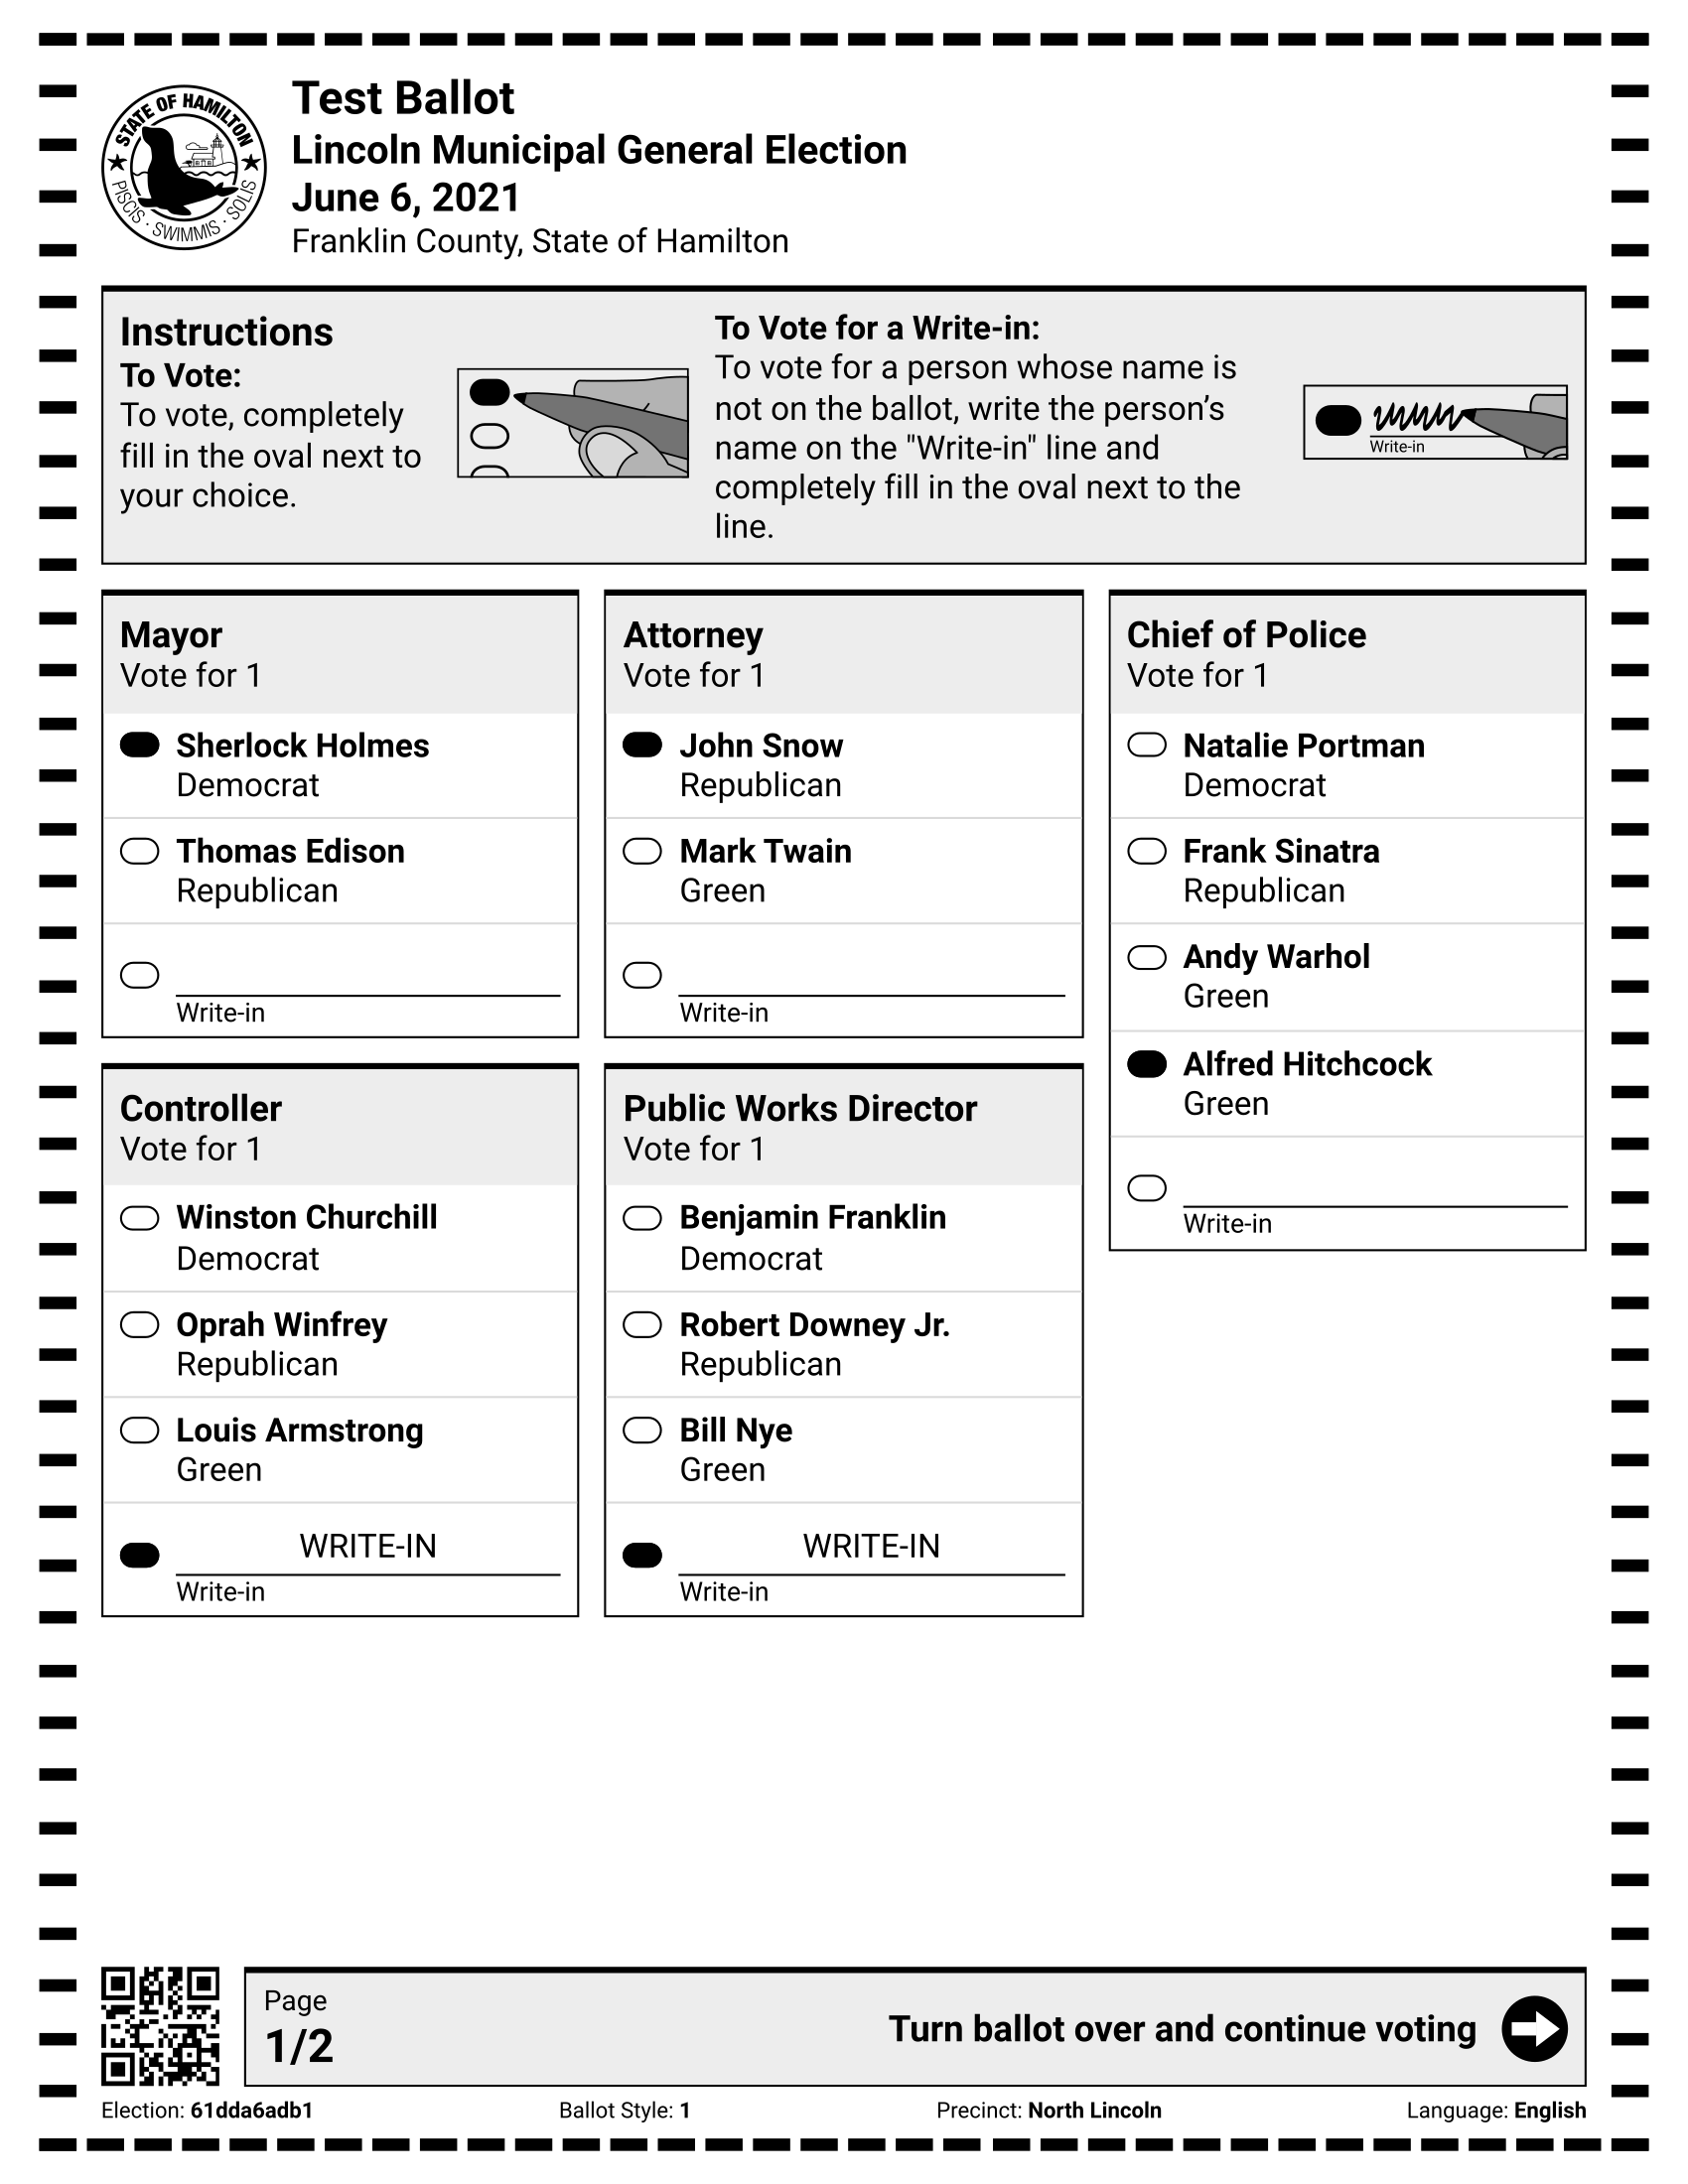 STATE OF HAMILTON
PISCIS · SWIMMIS · SOLIS
Test Ballot
Lincoln Municipal General Election
June 6, 2021
Franklin County, State of Hamilton
Instructions
To Vote:
To vote, completely
fill in the oval next to
your choice.
To Vote for a Write-in:
To vote for a person whose name is
not on the ballot, write the person's
name on the "Write-in" line and
completely fill in the oval next to the
line.
Write-in
Mayor
Vote for 1
Sherlock Holmes
Democrat
Thomas Edison
Republican
Write-in
Controller
Vote for 1
Winston Churchill
Democrat
Oprah Winfrey
Republican
Louis Armstrong
Green
WRITE-IN
Write-in
Attorney
Vote for 1
John Snow
Republican
Mark Twain
Green
Write-in
Public Works Director
Vote for 1
Benjamin Franklin
Democrat
Robert Downey Jr.
Republican
Bill Nye
Green
WRITE-IN
Write-in
Chief of Police
Vote for 1
Natalie Portman
Democrat
Frank Sinatra
Republican
Andy Warhol
Green
Alfred Hitchcock
Green
Write-in
Page
1/2
Turn ballot over and continue voting
Election: 61dda6adb1 Ballot Style: 1 Precinct: North Lincoln Language: English